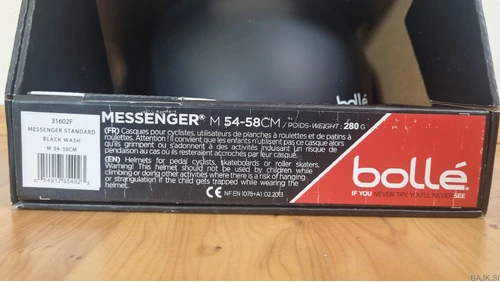 bollé
31602F
MESSENGER STANDARD
BLACK WASH
M 54-58CM
MESSENGER® M 54-58CM / POIDS-WEIGHT: 280 G
(FR) Casques pour cyclistes, utilisateurs de planches à roulettes et de patins à
roulettes. Attention ! Il convient que les enfants n'utilisent pas ce casque alors
qu'ils grimpent ou s'adonnent à des activités induisant un risque de
pendaison au cas où ils resteraient accrochés par leur casque.
(EN) Helmets for pedal cyclists, skateboards or roller skaters.
Warning! This helmet should not be used by children while
climbing or doing other activities where there is a risk of hanging
or strangulation if the child gets trapped while wearing the
helmet.
CE NF EN 1078+A1:02.2013
bollé
IF YOU NEVER TRY, YOU'LL NEVER SEE
BAJK.SI